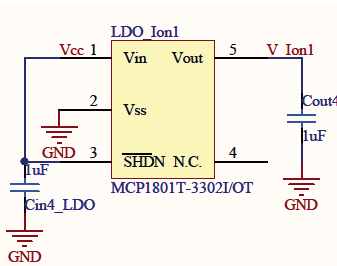 LDO_Ion1
Vcc 1 Vin Vout 5 V_Ion1
2 Vss
Cout4
1uF
GND 3 SHDN N.C. 4
1uF
MCP1801T-3302I/OT
Cin4_LDO
GND
GND